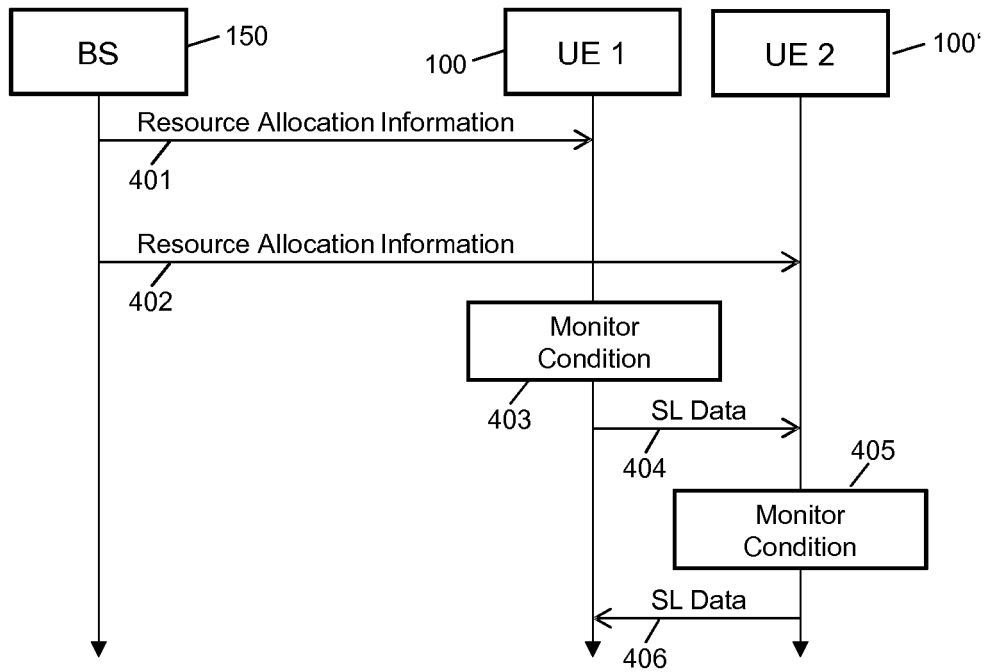 BS
150
100
UE 1
UE 2
100‘
Resource Allocation Information
401
Resource Allocation Information
402
Monitor
Condition
403
SL Data
404
405
Monitor
Condition
SL Data
406